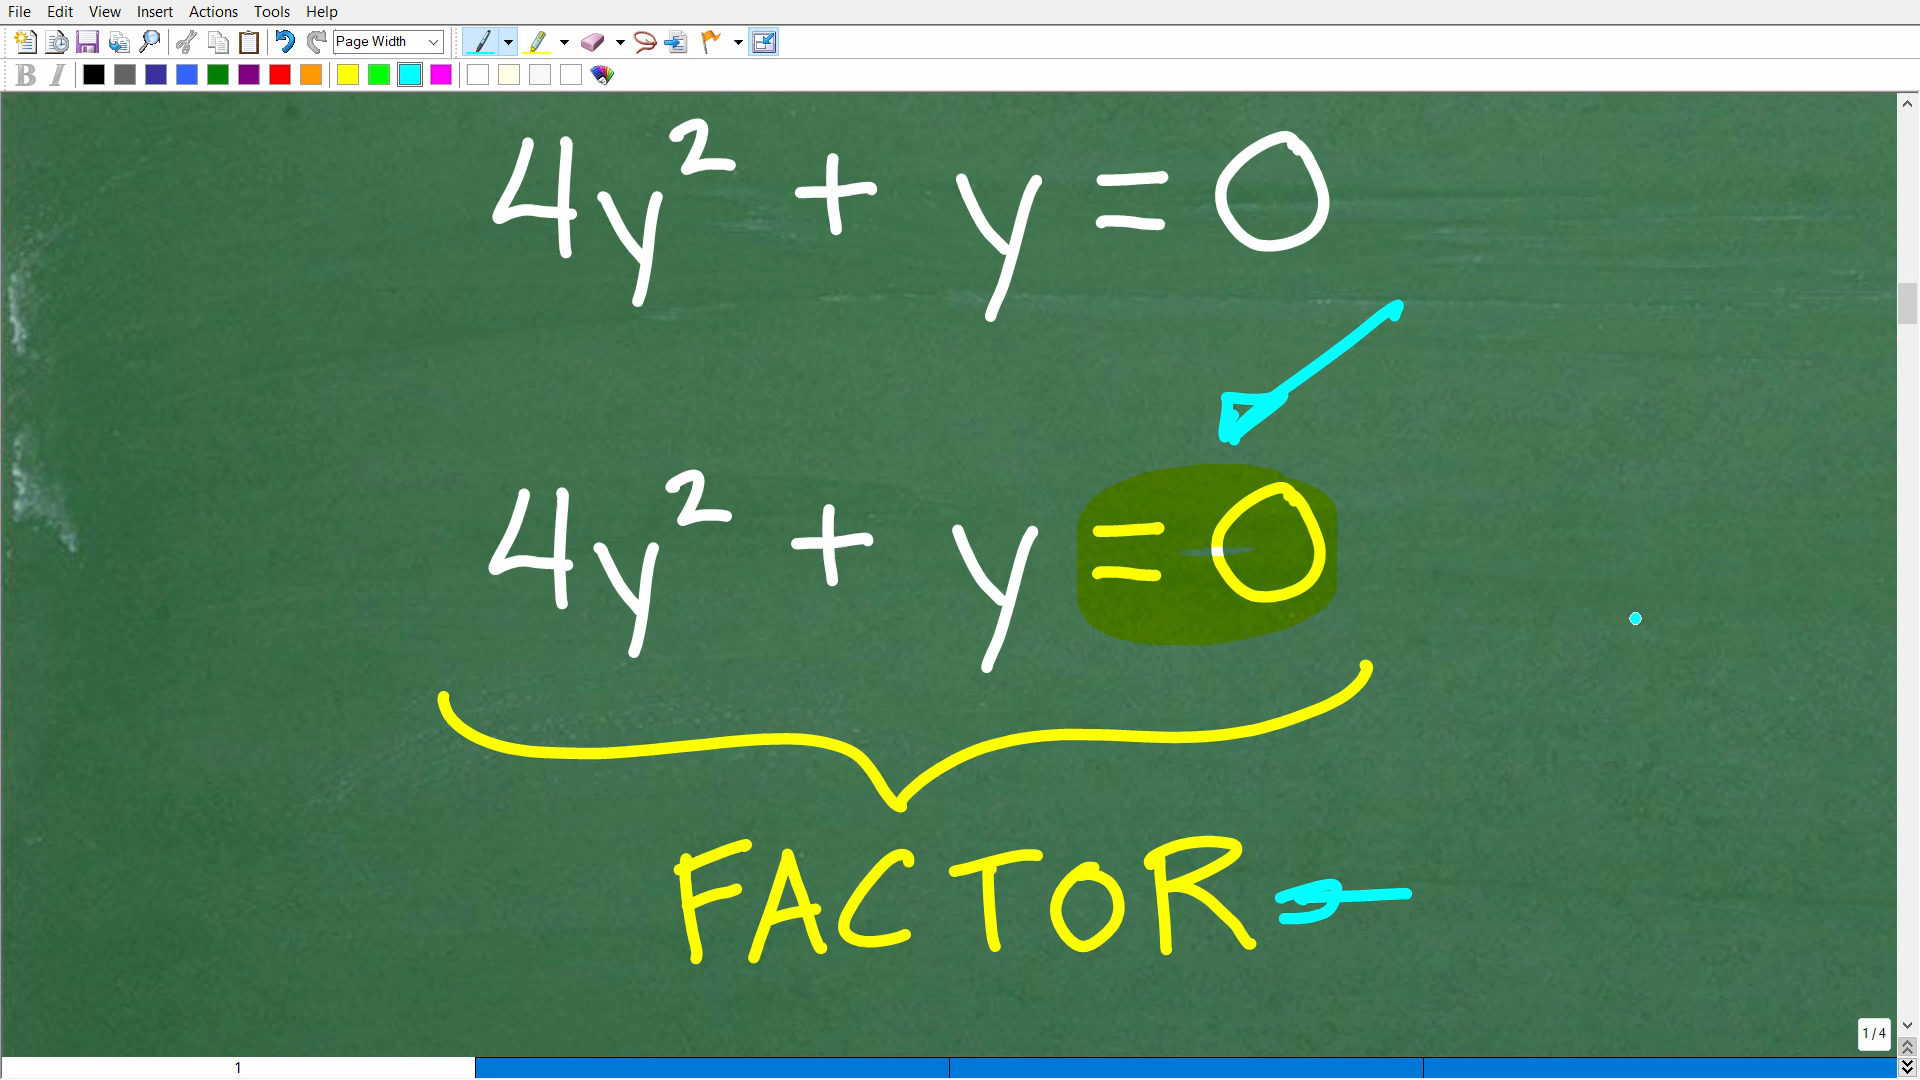 File Edit View Insert Actions Tools Help
Page Width
B I
4y² + y = 0
4y² + y = 0
FACTOR
1 / 4
1